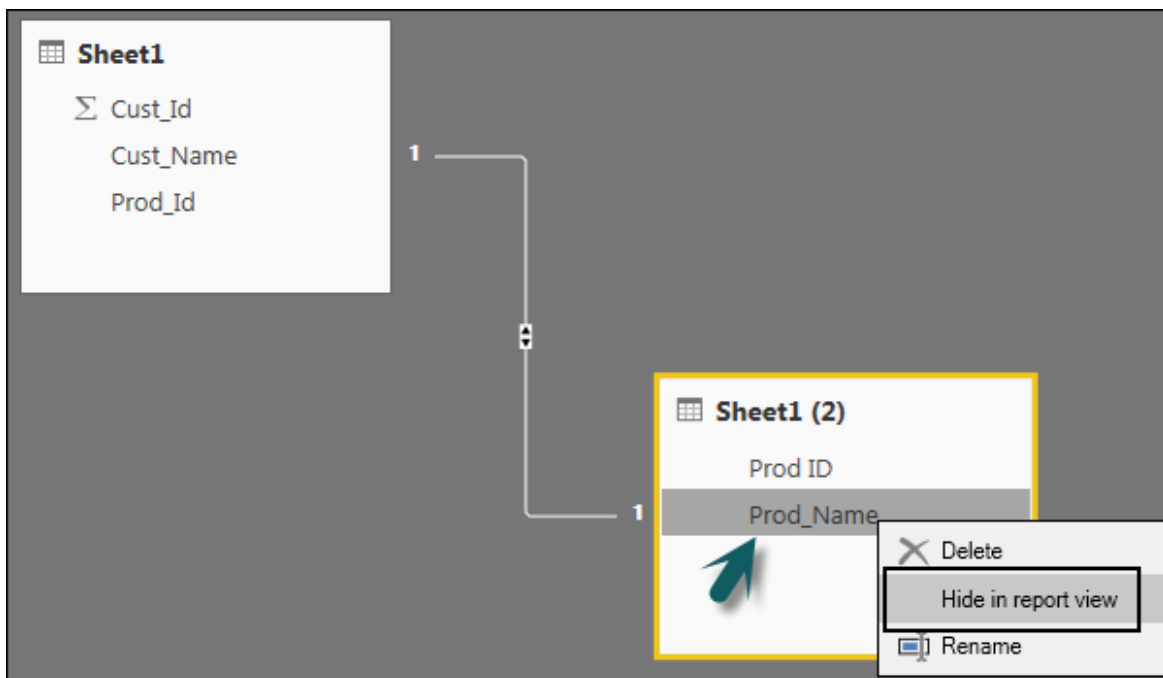 Sheet1
Σ Cust_Id
Cust_Name
Prod_Id
1
1
Sheet1 (2)
Prod ID
Prod_Name
Delete
Hide in report view
Rename